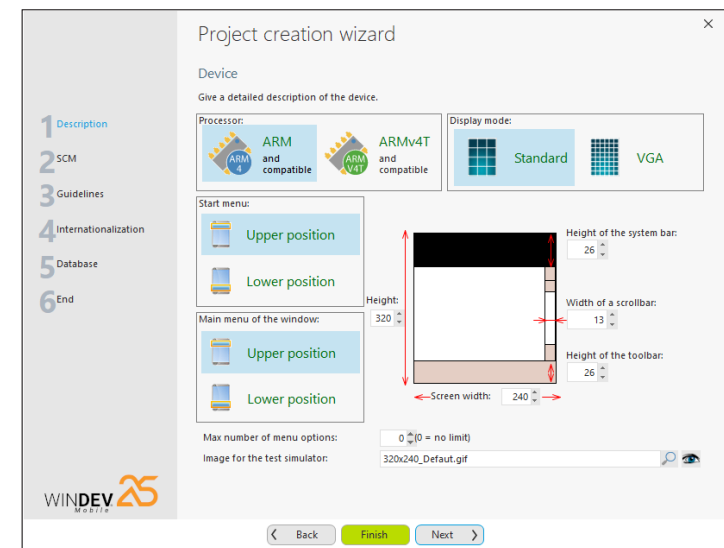 Project creation wizard
Device
Give a detailed description of the device.
1 Description
2 SCM
3 Guidelines
4 Internationalization
5 Database
6 End
Processor:
ARM
and
compatible
ARM
4
ARMv4T
and
compatible
ARM
V4T
Display mode:
Standard
VGA
Start menu:
Upper position
Lower position
Main menu of the window:
Upper position
Lower position
Height:
320
Screen width: 240
Height of the system bar:
26
Width of a scrollbar:
13
Height of the toolbar:
26
Max number of menu options: 0 (0 = no limit)
Image for the test simulator: 320x240_Defaut.gif
WINDEV 25
Mobile
Back
Finish
Next